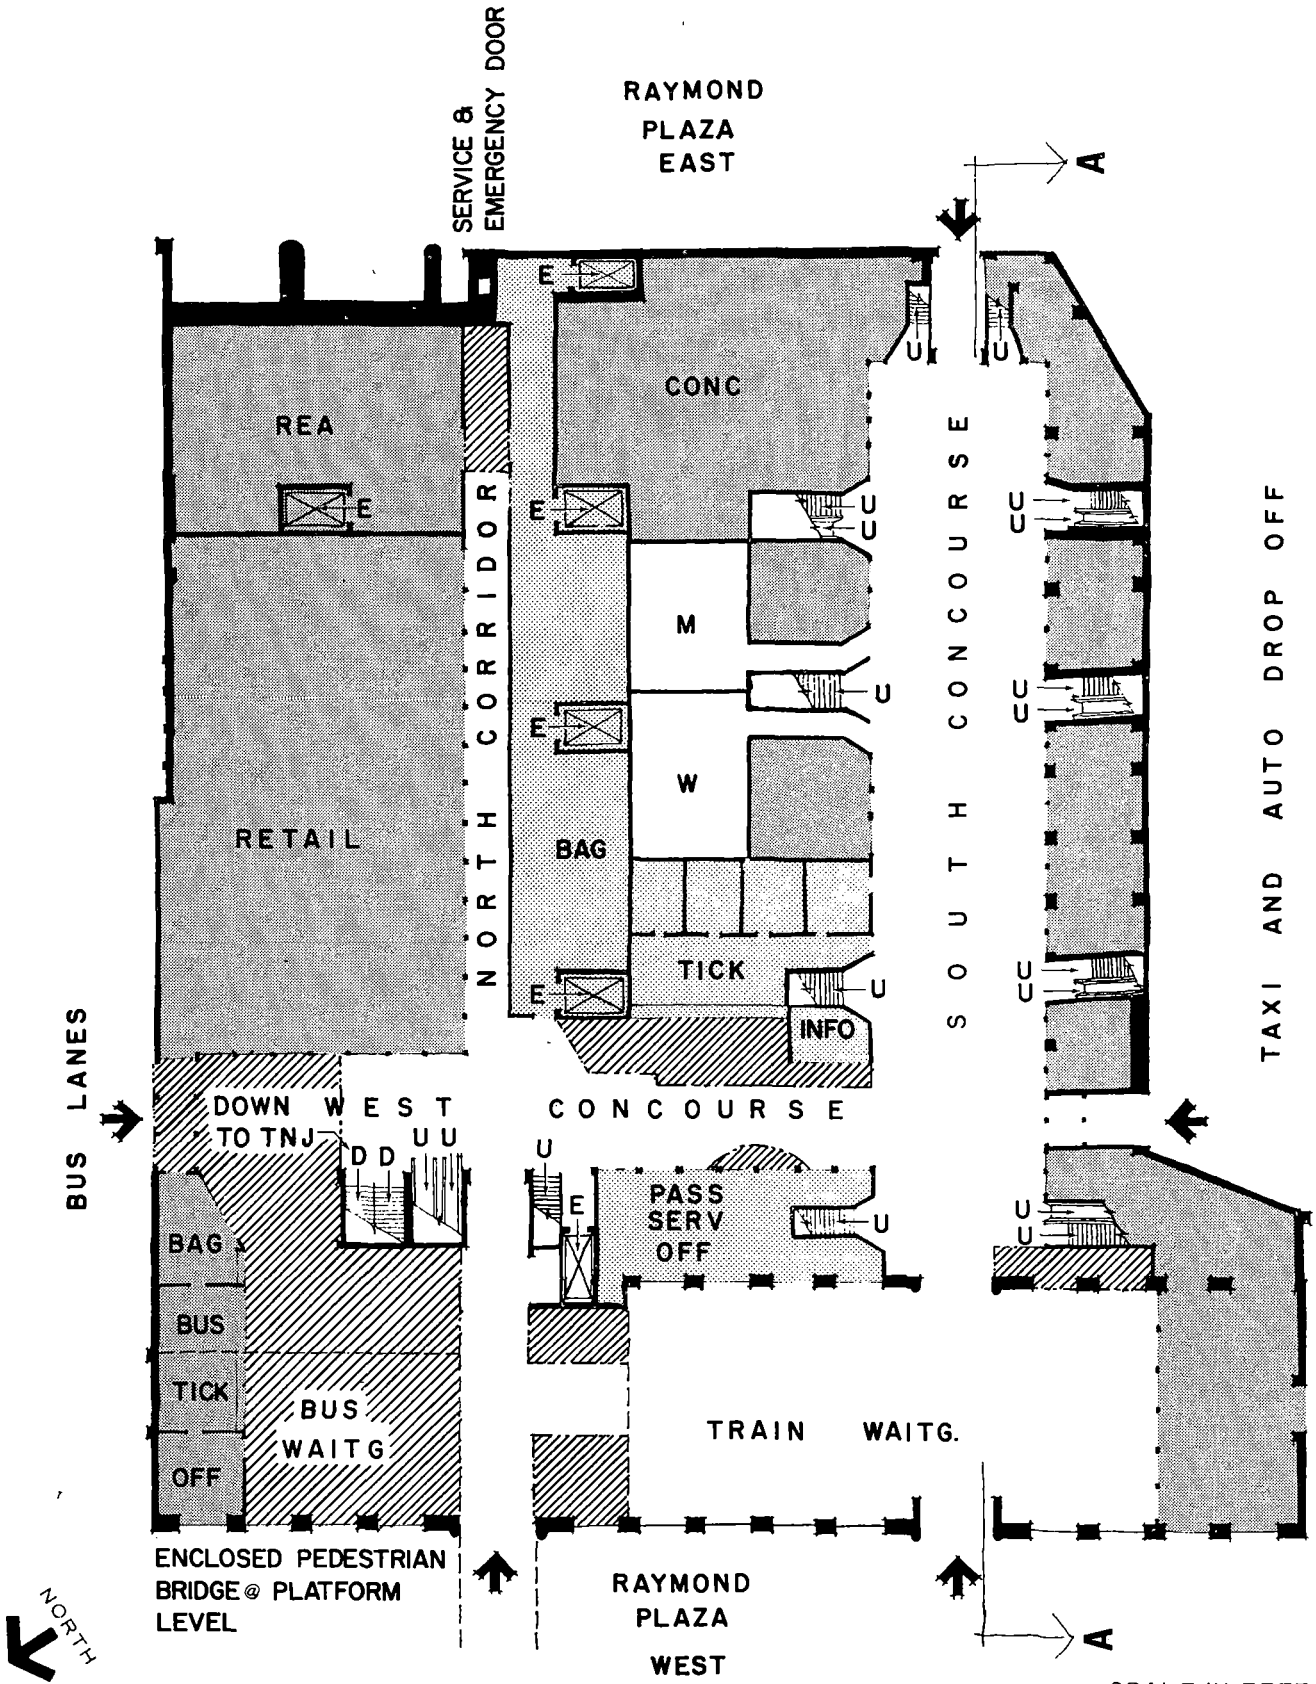 SERVICE &
EMERGENCY DOOR
RAYMOND
PLAZA
EAST
A
E
U
U
CONC
REA
E
E
U
U
U
U
NORTH CORRIDOR
SOUTH CONCOURSE
TAXI AND AUTO DROP OFF
M
U
U
U
E
W
RETAIL
BAG
TICK
U
U
U
E
INFO
BUS LANES
DOWN
TO TNJ
WEST CONCOURSE
D D
U U
U
E
PASS
SERV
OFF
U
U
U
BAG
BUS
TICK
OFF
BUS
WAITG
TRAIN WAITG.
ENCLOSED PEDESTRIAN
BRIDGE @ PLATFORM
LEVEL
RAYMOND
PLAZA
WEST
A
NORTH